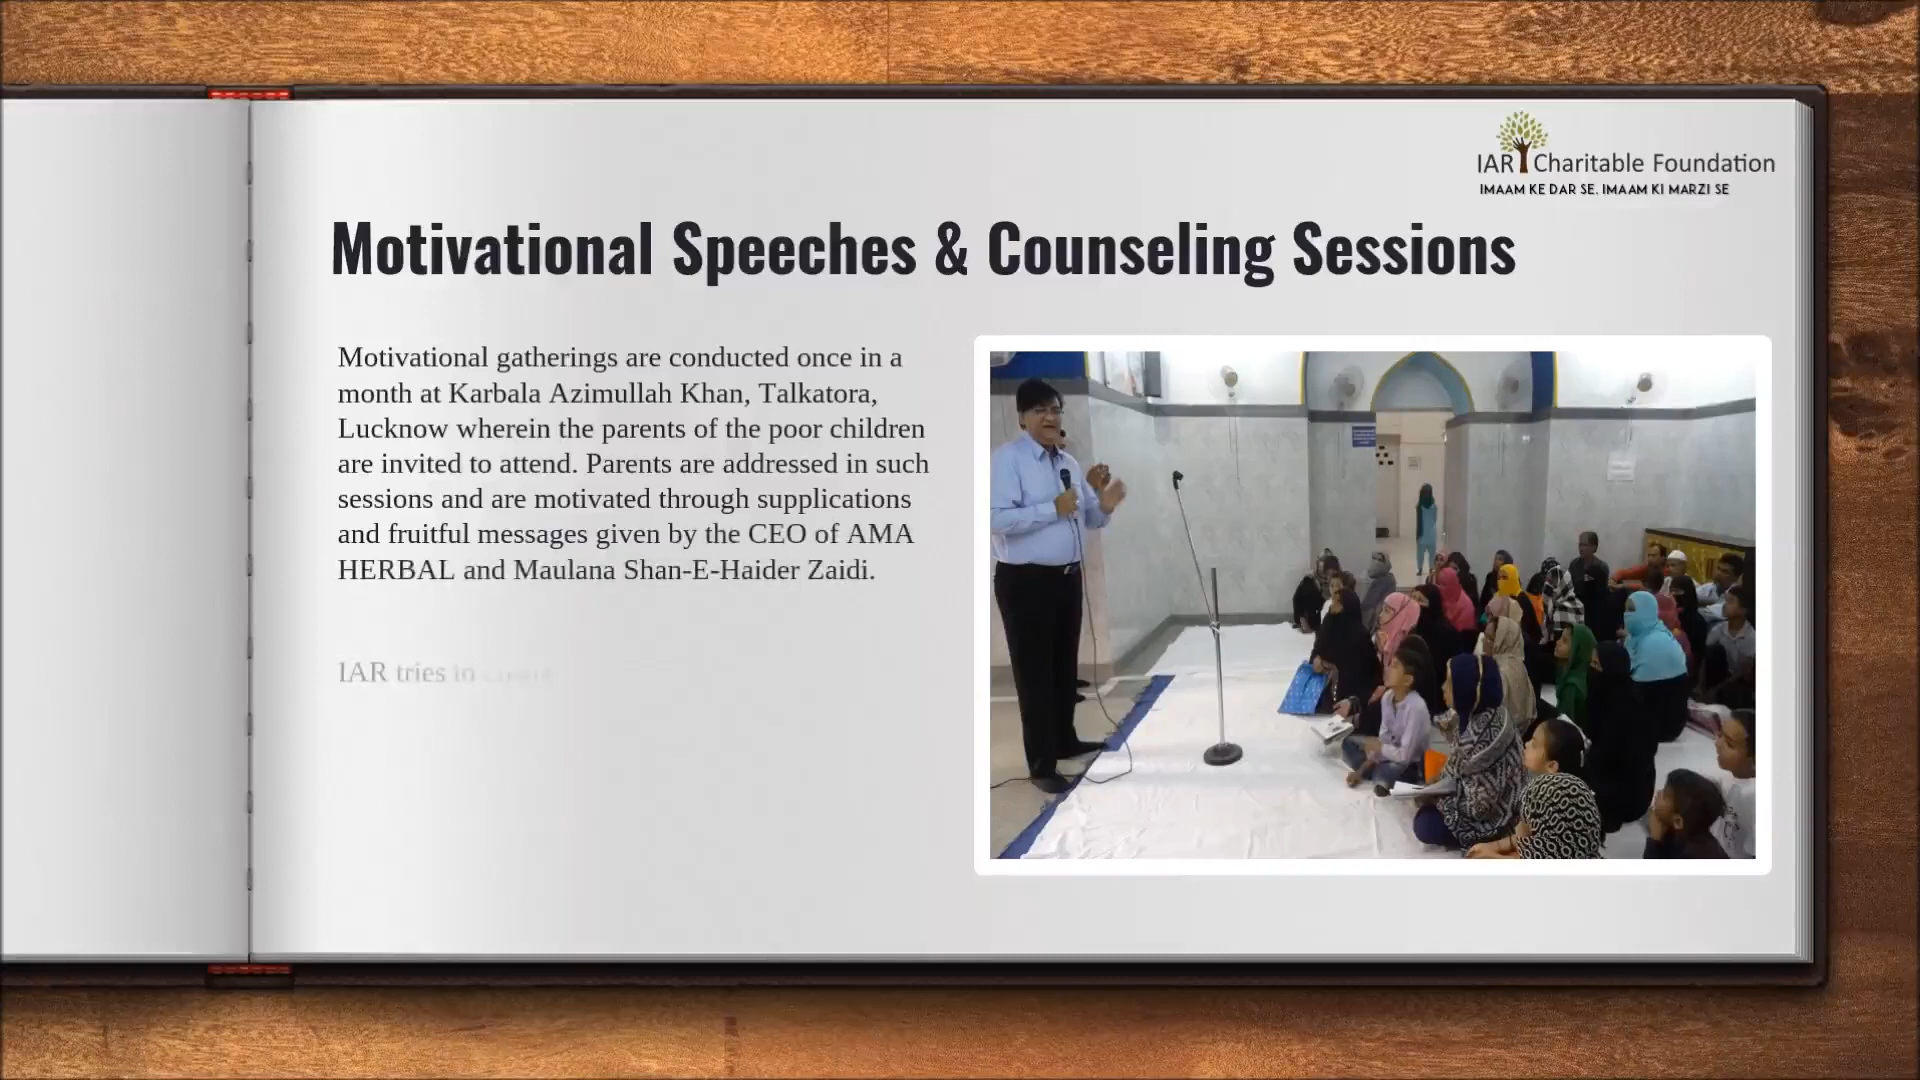 IAR Charitable Foundation
IMAAM KE DAR SE, IMAAM KI MARZI SE
Motivational Speeches & Counseling Sessions
Motivational gatherings are conducted once in a
month at Karbala Azimullah Khan, Talkatora,
Lucknow wherein the parents of the poor children
are invited to attend. Parents are addressed in such
sessions and are motivated through supplications
and fruitful messages given by the CEO of AMA
HERBAL and Maulana Shan-E-Haider Zaidi.
IAR tries to